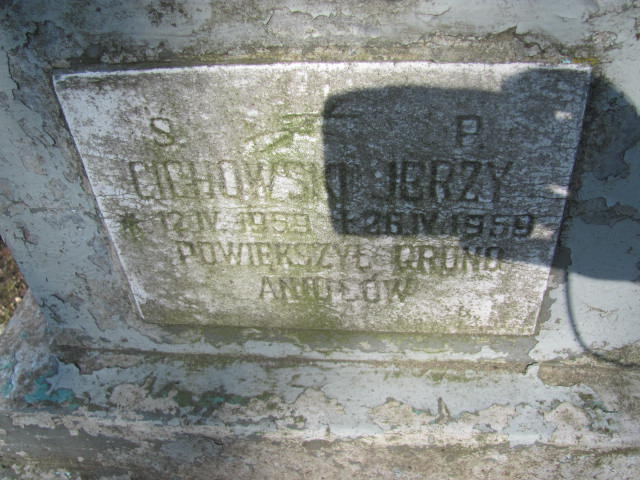 S. P.
CICHOWSKI JERZY
* 12.IV.1959 + 26.IV.1959
POWIĘKSZYŁ GRONO
ANIOŁÓW